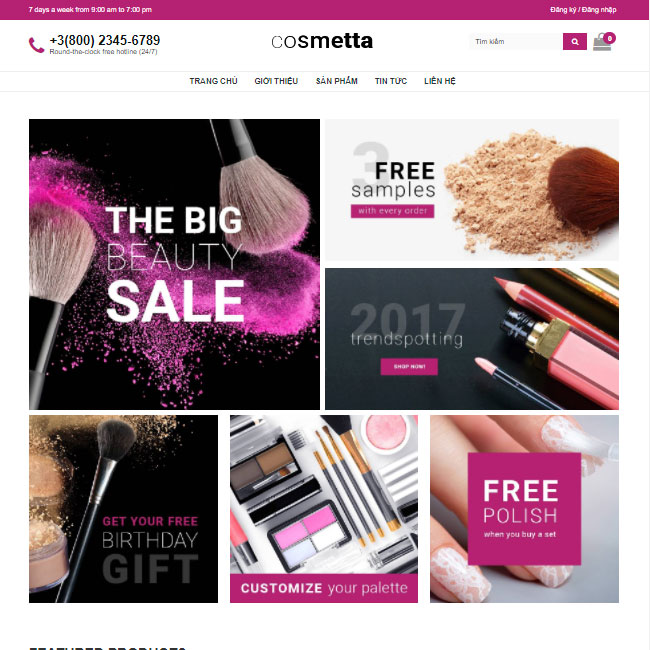 7 days a week from 9:00 am to 7:00 pm
Đăng ký / Đăng nhập
+3(800) 2345-6789
Round-the-clock free hotline (24/7)
cosmetta
Tìm kiếm
0
TRANG CHỦ GIỚI THIỆU SẢN PHẨM TIN TỨC LIÊN HỆ
THE BIG
BEAUTY
SALE
3
FREE
samples
with every order
2017
trendspotting
SHOP NOW!
GET YOUR FREE
BIRTHDAY
GIFT
CUSTOMIZE your palette
FREE
POLISH
when you buy a set
FEATURED PRODUCTS